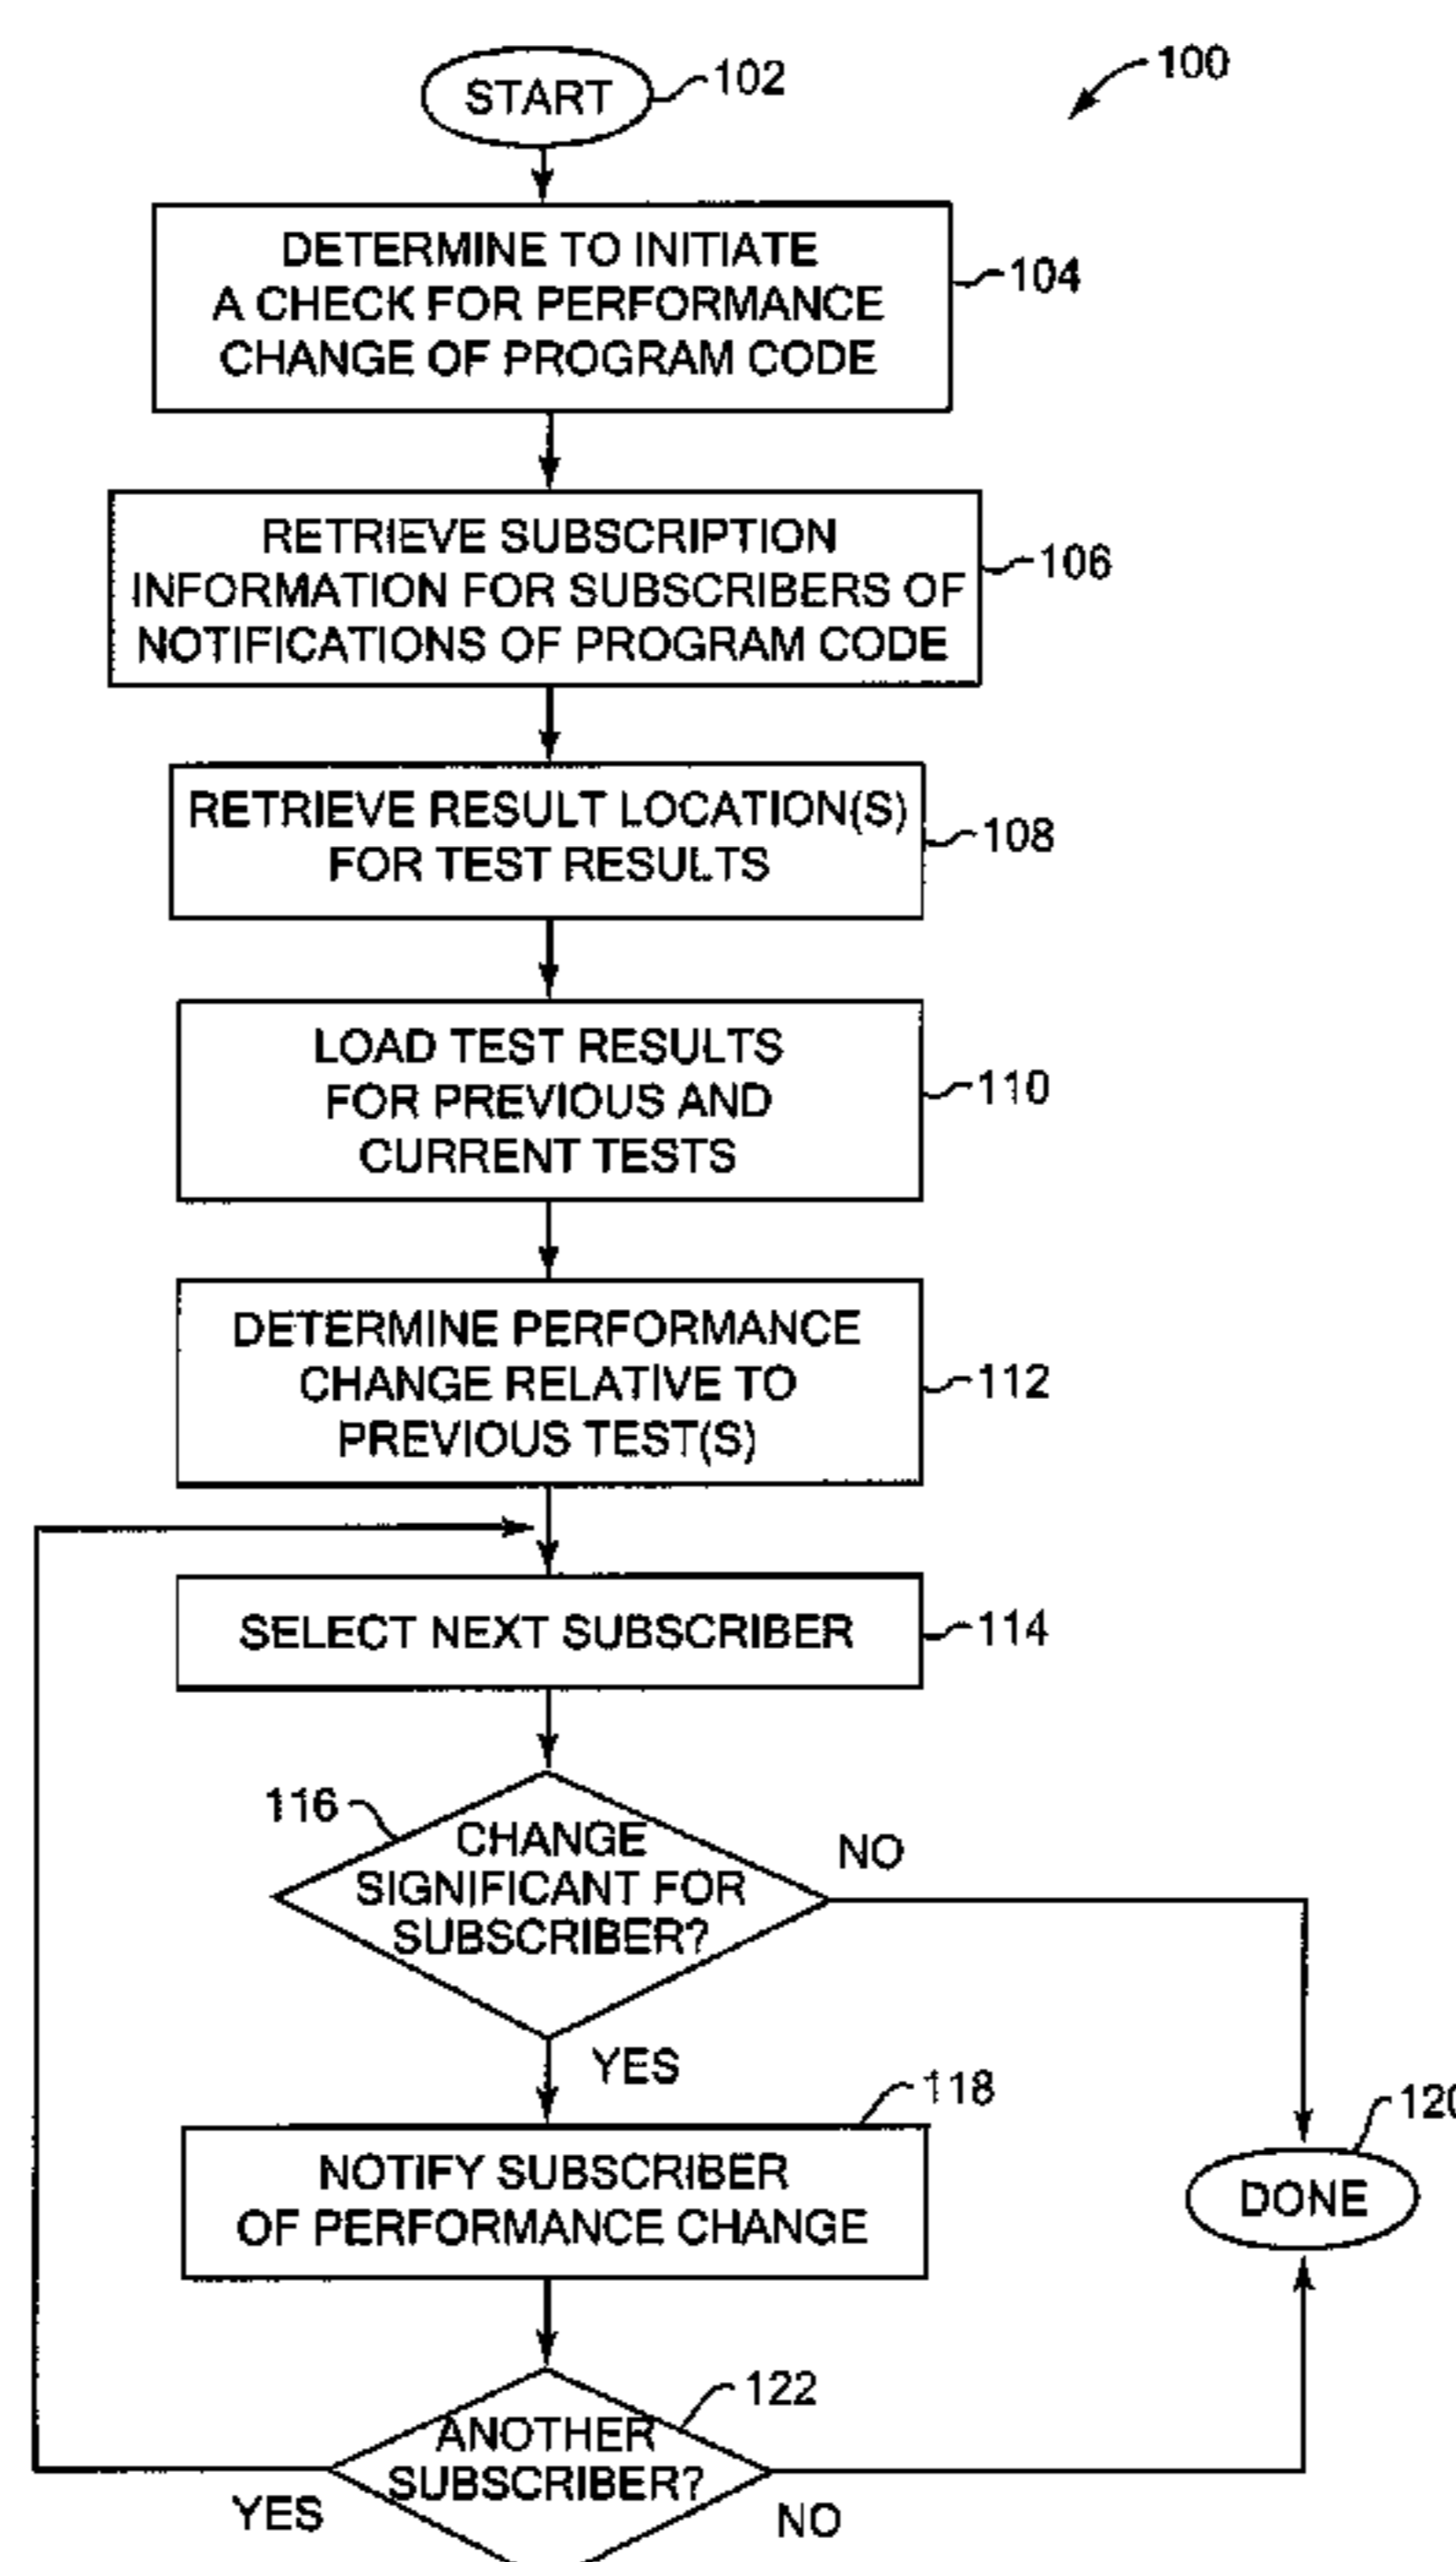 START
102
100
DETERMINE TO INITIATE
A CHECK FOR PERFORMANCE
CHANGE OF PROGRAM CODE
104
RETRIEVE SUBSCRIPTION
INFORMATION FOR SUBSCRIBERS OF
NOTIFICATIONS OF PROGRAM CODE
106
RETRIEVE RESULT LOCATION(S)
FOR TEST RESULTS
108
LOAD TEST RESULTS
FOR PREVIOUS AND
CURRENT TESTS
110
DETERMINE PERFORMANCE
CHANGE RELATIVE TO
PREVIOUS TEST(S)
112
SELECT NEXT SUBSCRIBER
114
116
CHANGE
SIGNIFICANT FOR
SUBSCRIBER?
NO
YES
118
NOTIFY SUBSCRIBER
OF PERFORMANCE CHANGE
120
DONE
122
ANOTHER
SUBSCRIBER?
YES
NO